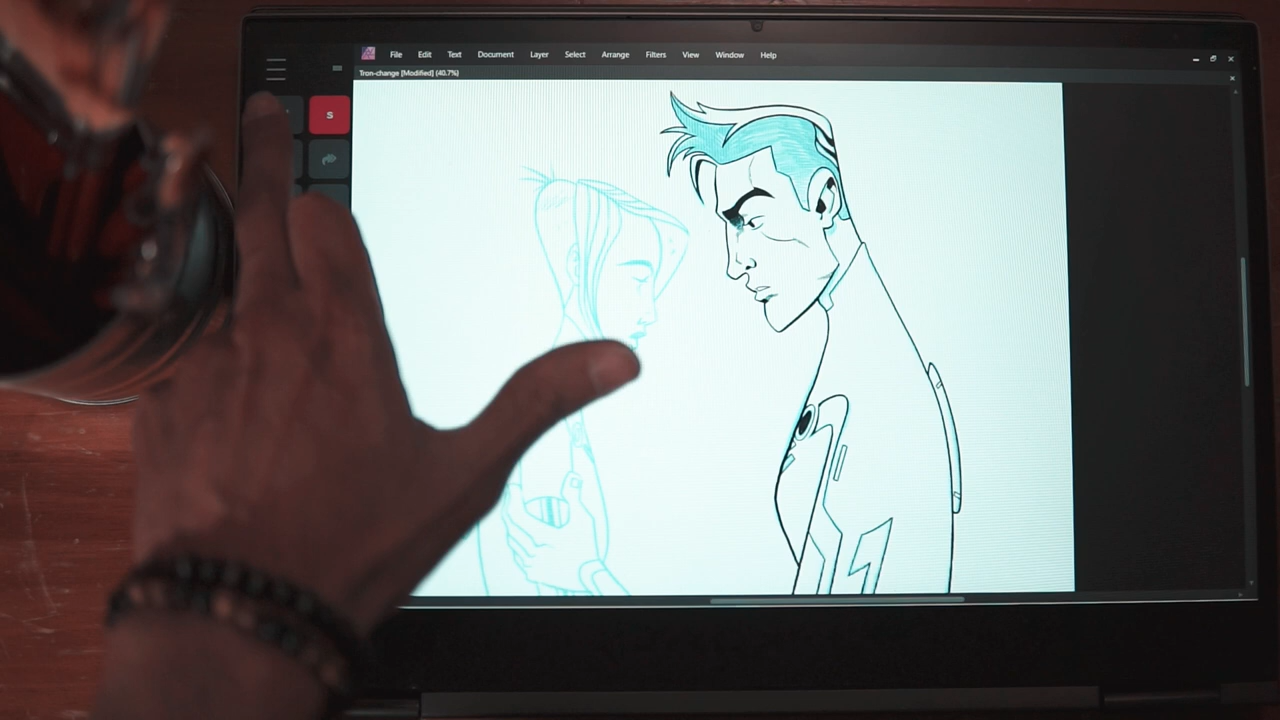 File Edit Text Document Layer Select Arrange Filters View Window Help
Tron-change [Modified] (40.7%)
S